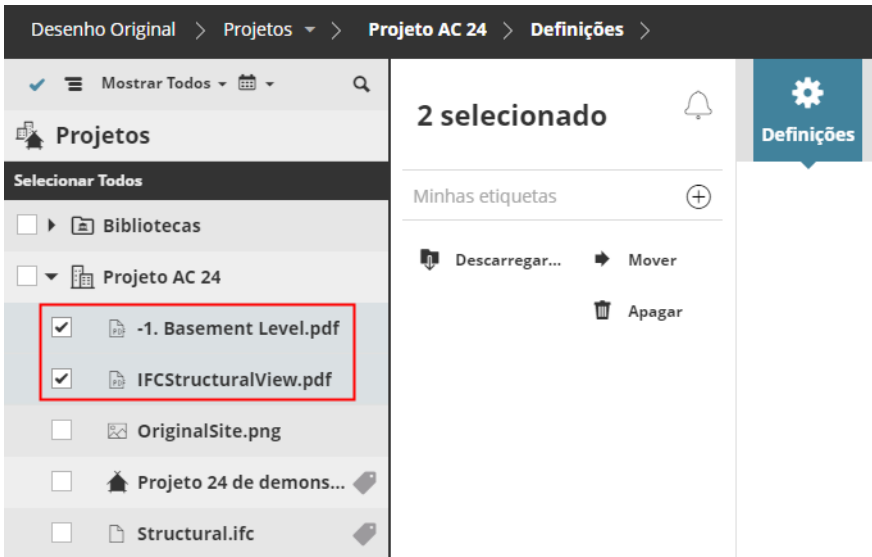 Desenho Original > Projetos > Projeto AC 24 > Definições >
Mostrar Todos
Projetos
Selecionar Todos
Bibliotecas
Projeto AC 24
-1. Basement Level.pdf
IFCStructuralView.pdf
OriginalSite.png
Projeto 24 de demons...
Structural.ifc
2 selecionado
Minhas etiquetas
Descarregar...
Mover
Apagar
Definições